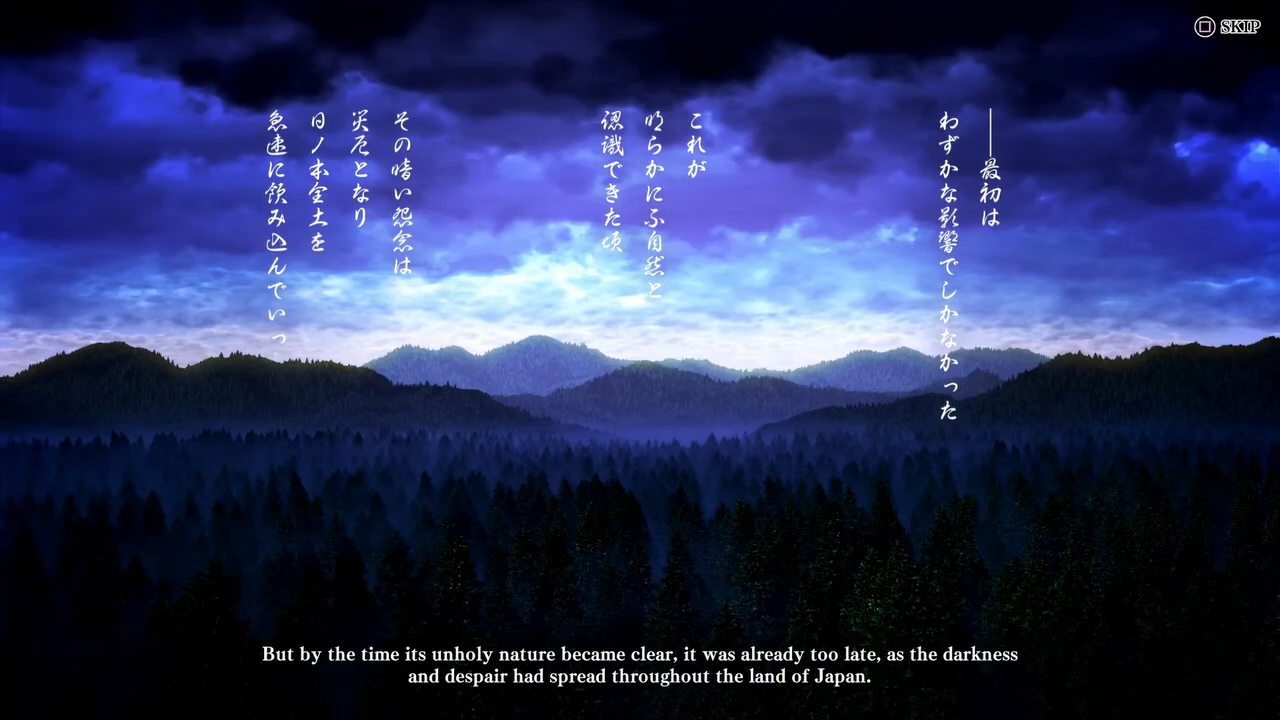 SKIP
――最初は
わずかな影響でしかなかった
これが
明らかにふ自然と
認識できた頃
その暗い怨念は
災厄となり
日ノ本全土を
急速に飲み込んでいっ
But by the time its unholy nature became clear, it was already too late, as the darkness
and despair had spread throughout the land of Japan.